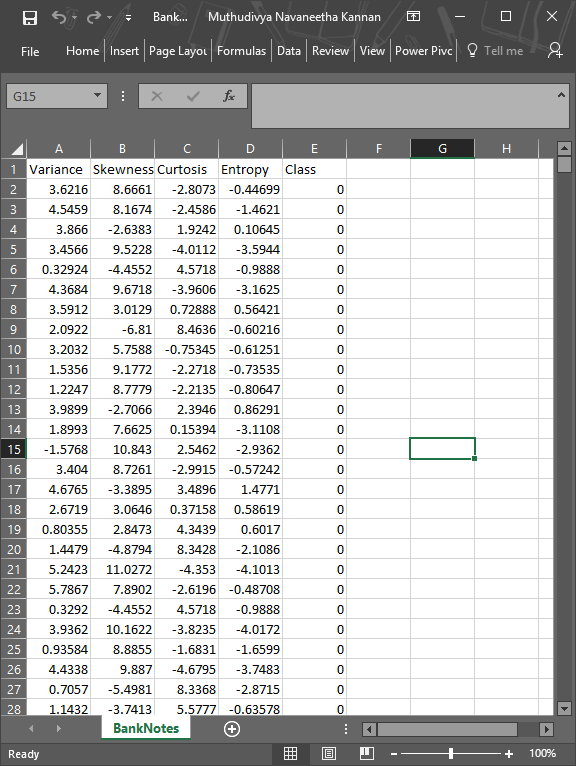 Bank... Muthudivya Navaneetha Kannan
File Home Insert Page Layou Formulas Data Review View Power Pivo Tell me
G15 fx
A B C D E F G H
1 Variance Skewness Curtosis Entropy Class
2 3.6216 8.6661 -2.8073 -0.44699 0
3 4.5459 8.1674 -2.4586 -1.4621 0
4 3.866 -2.6383 1.9242 0.10645 0
5 3.4566 9.5228 -4.0112 -3.5944 0
6 0.32924 -4.4552 4.5718 -0.9888 0
7 4.3684 9.6718 -3.9606 -3.1625 0
8 3.5912 3.0129 0.72888 0.56421 0
9 2.0922 -6.81 8.4636 -0.60216 0
10 3.2032 5.7588 -0.75345 -0.61251 0
11 1.5356 9.1772 -2.2718 -0.73535 0
12 1.2247 8.7779 -2.2135 -0.80647 0
13 3.9899 -2.7066 2.3946 0.86291 0
14 1.8993 7.6625 0.15394 -3.1108 0
15 -1.5768 10.843 2.5462 -2.9362 0
16 3.404 8.7261 -2.9915 -0.57242 0
17 4.6765 -3.3895 3.4896 1.4771 0
18 2.6719 3.0646 0.37158 0.58619 0
19 0.80355 2.8473 4.3439 0.6017 0
20 1.4479 -4.8794 8.3428 -2.1086 0
21 5.2423 11.0272 -4.353 -4.1013 0
22 5.7867 7.8902 -2.6196 -0.48708 0
23 0.3292 -4.4552 4.5718 -0.9888 0
24 3.9362 10.1622 -3.8235 -4.0172 0
25 0.93584 8.8855 -1.6831 -1.6599 0
26 4.4338 9.887 -4.6795 -3.7483 0
27 0.7057 -5.4981 8.3368 -2.8715 0
28 1.1432 -3.7413 5.5777 -0.63578 0
BankNotes
Ready 100%